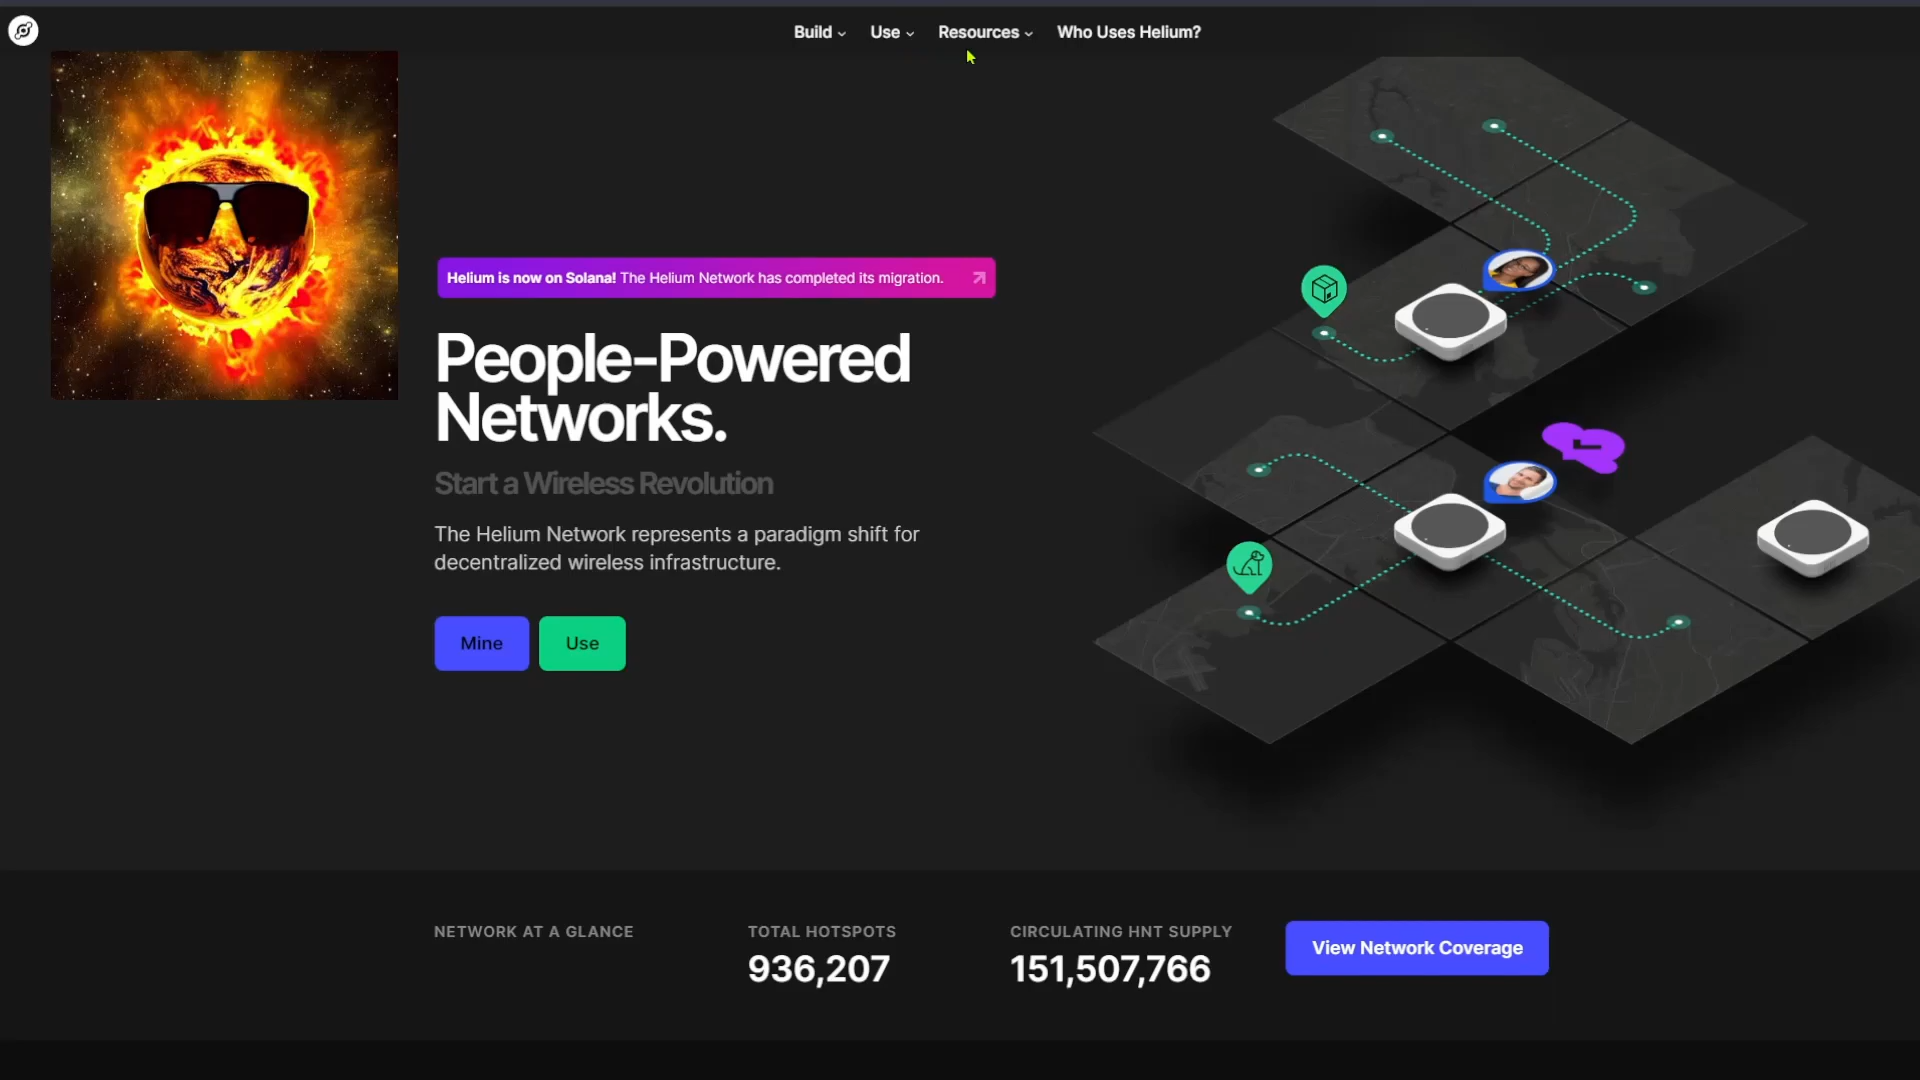 Build
Use
Resources
Who Uses Helium?
Helium is now on Solana! The Helium Network has completed its migration.
People-Powered
Networks.
Start a Wireless Revolution
The Helium Network represents a paradigm shift for
decentralized wireless infrastructure.
Mine
Use
NETWORK AT A GLANCE
TOTAL HOTSPOTS
936,207
CIRCULATING HNT SUPPLY
151,507,766
View Network Coverage